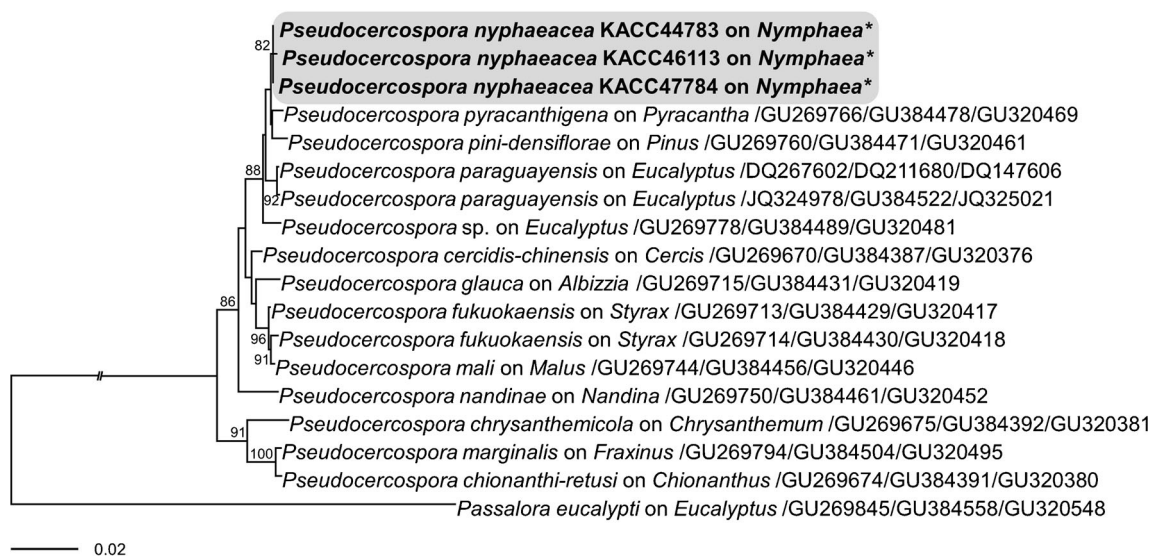 Pseudocercospora nyphaeacea KACC44783 on Nymphaea*
82
Pseudocercospora nyphaeacea KACC46113 on Nymphaea*
Pseudocercospora nyphaeacea KACC47784 on Nymphaea*
Pseudocercospora pyracanthigena on Pyracantha /GU269766/GU384478/GU320469
Pseudocercospora pini-densiflorae on Pinus /GU269760/GU384471/GU320461
88
Pseudocercospora paraguayensis on Eucalyptus /DQ267602/DQ211680/DQ147606
92
Pseudocercospora paraguayensis on Eucalyptus /JQ324978/GU384522/JQ325021
Pseudocercospora sp. on Eucalyptus /GU269778/GU384489/GU320481
Pseudocercospora cercidis-chinensis on Cercis /GU269670/GU384387/GU320376
Pseudocercospora glauca on Albizzia /GU269715/GU384431/GU320419
86
Pseudocercospora fukuokaensis on Styrax /GU269713/GU384429/GU320417
96
Pseudocercospora fukuokaensis on Styrax /GU269714/GU384430/GU320418
91
Pseudocercospora mali on Malus /GU269744/GU384456/GU320446
Pseudocercospora nandinae on Nandina /GU269750/GU384461/GU320452
Pseudocercospora chrysanthemicola on Chrysanthemum /GU269675/GU384392/GU320381
91
100
Pseudocercospora marginalis on Fraxinus /GU269794/GU384504/GU320495
Pseudocercospora chionanthi-retusi on Chionanthus /GU269674/GU384391/GU320380
Passalora eucalypti on Eucalyptus /GU269845/GU384558/GU320548
0.02